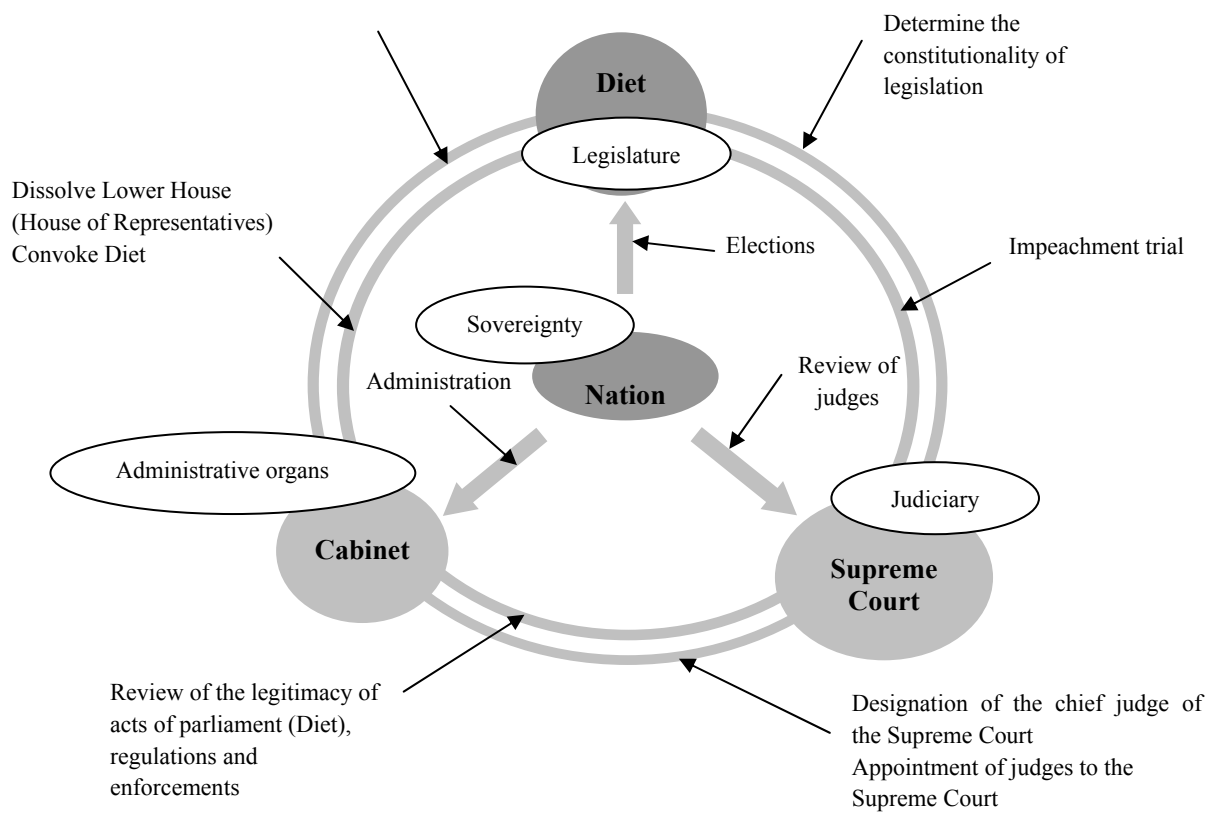 Determine the
constitutionality of
legislation
Diet
Legislature
Dissolve Lower House
(House of Representatives)
Convoke Diet
Elections
Impeachment trial
Sovereignty
Nation
Administration
Review of
judges
Administrative organs
Cabinet
Judiciary
Supreme
Court
Review of the legitimacy of
acts of parliament (Diet),
regulations and
enforcements
Designation of the chief judge of
the Supreme Court
Appointment of judges to the
Supreme Court